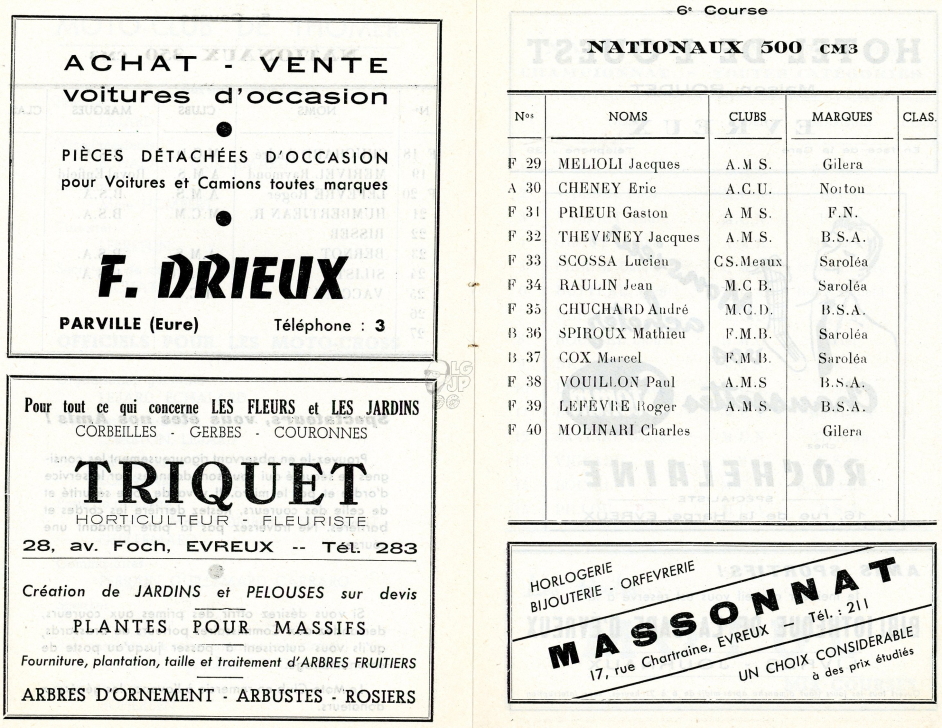 ACHAT - VENTE
voitures d'occasion
PIÈCES DÉTACHÉES D'OCCASION
pour Voitures et Camions toutes marques
F. DRIEUX
PARVILLE (Eure) Téléphone : 3
Pour tout ce qui concerne LES FLEURS et LES JARDINS
CORBEILLES - GERBES - COURONNES
TRIQUET
HORTICULTEUR - FLEURISTE
28, av. Foch, EVREUX -- Tél. 283
Création de JARDINS et PELOUSES sur devis
PLANTES POUR MASSIFS
Fourniture, plantation, taille et traitement d'ARBRES FRUITIERS
ARBRES D'ORNEMENT - ARBUSTES - ROSIERS
6e Course
NATIONAUX 500 CM3
Nos NOMS CLUBS MARQUES CLAS.
F 29 MELIOLI Jacques A.M S. Gilera
A 30 CHENEY Eric A.C.U. Norton
F 31 PRIEUR Gaston A M S. F.N.
F 32 THEVENEY Jacques A.M S. B.S.A.
F 33 SCOSSA Lucien CS.Meaux Saroléa
F 34 RAULIN Jean M.C B. Saroléa
F 35 CHUCHARD André M.C.D. B.S.A.
B 36 SPIROUX Mathieu F.M.B. Saroléa
B 37 COX Marcel F.M.B. Saroléa
F 38 VOUILLON Paul A.M.S B.S.A.
F 39 LEFÈVRE Roger A.M.S. B.S.A.
F 40 MOLINARI Charles Gilera
HORLOGERIE
BIJOUTERIE - ORFEVRERIE
MASSONNAT
17, rue Chartraine, EVREUX - Tél. : 211
UN CHOIX CONSIDÉRABLE
à des prix étudiés